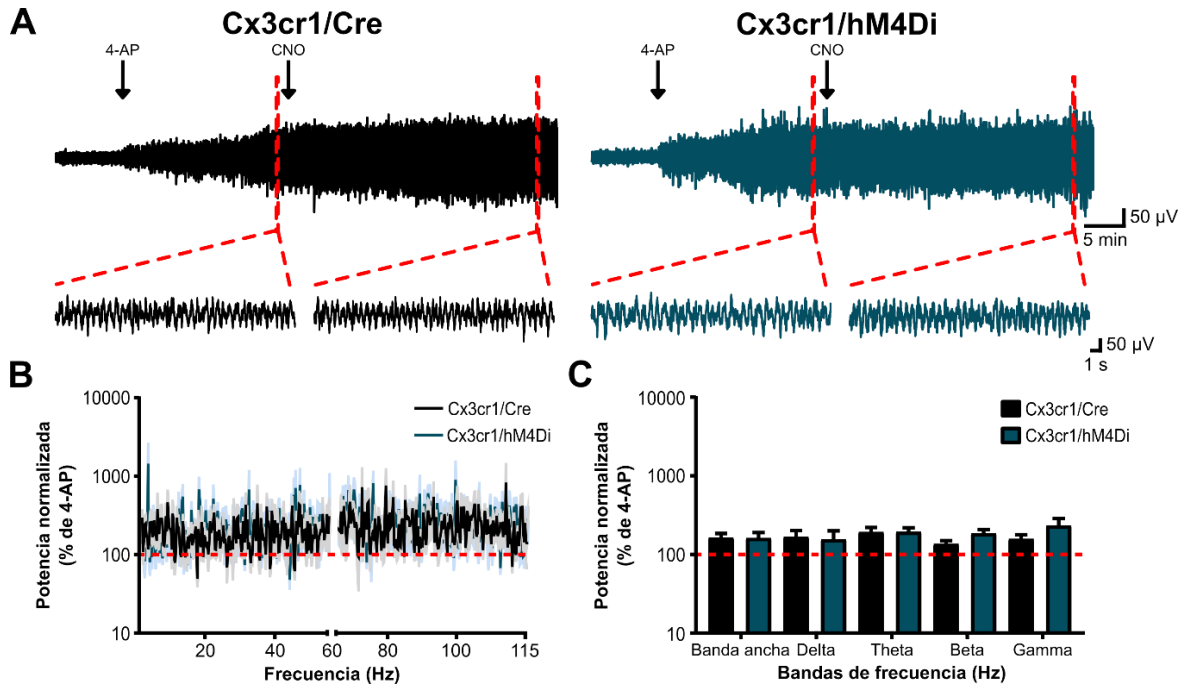 A
Cx3cr1/Cre
Cx3cr1/hM4Di
4-AP
CNO
4-AP
CNO
50 µV
5 min
50 µV
1 s
B
Potencia normalizada
(% de 4-AP)
10000
1000
100
10
Cx3cr1/Cre
Cx3cr1/hM4Di
20
40
60
80
100
115
Frecuencia (Hz)
C
Potencia normalizada
(% de 4-AP)
10000
1000
100
10
Cx3cr1/Cre
Cx3cr1/hM4Di
Banda ancha
Delta
Theta
Beta
Gamma
Bandas de frecuencia (Hz)